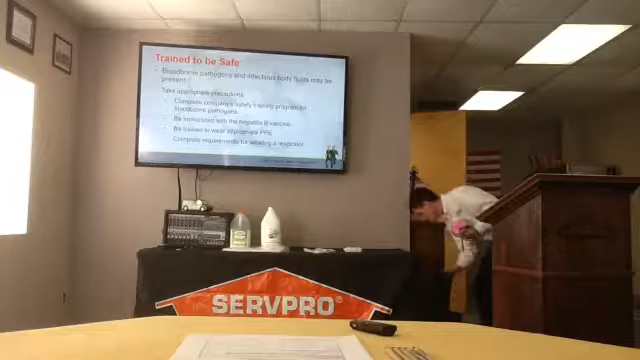 Trained to be Safe
• Bloodborne pathogens and infectious body fluids may be
present.
Take appropriate precautions.
• Complete company's safety training program for
bloodborne pathogens.
• Be immunized with the hepatitis B vaccine.
• Be trained to wear appropriate PPE.
Complete requirements for wearing a respirator.
SERVPRO®